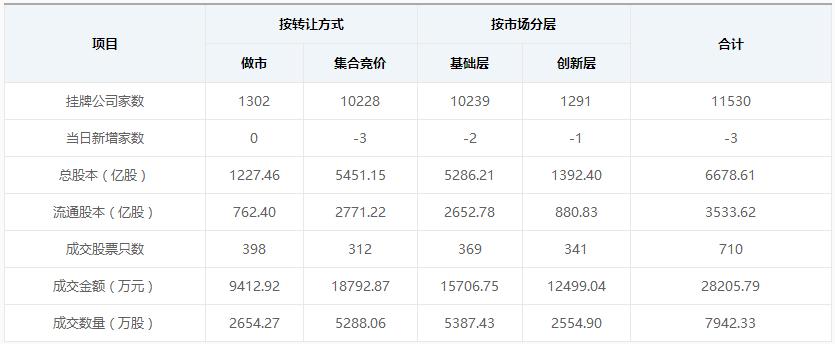 项目 按转让方式 按市场分层 合计
做市 集合竞价 基础层 创新层
挂牌公司家数 1302 10228 10239 1291 11530
当日新增家数 0 -3 -2 -1 -3
总股本（亿股） 1227.46 5451.15 5286.21 1392.40 6678.61
流通股本（亿股） 762.40 2771.22 2652.78 880.83 3533.62
成交股票只数 398 312 369 341 710
成交金额（万元） 9412.92 18792.87 15706.75 12499.04 28205.79
成交数量（万股） 2654.27 5288.06 5387.43 2554.90 7942.33